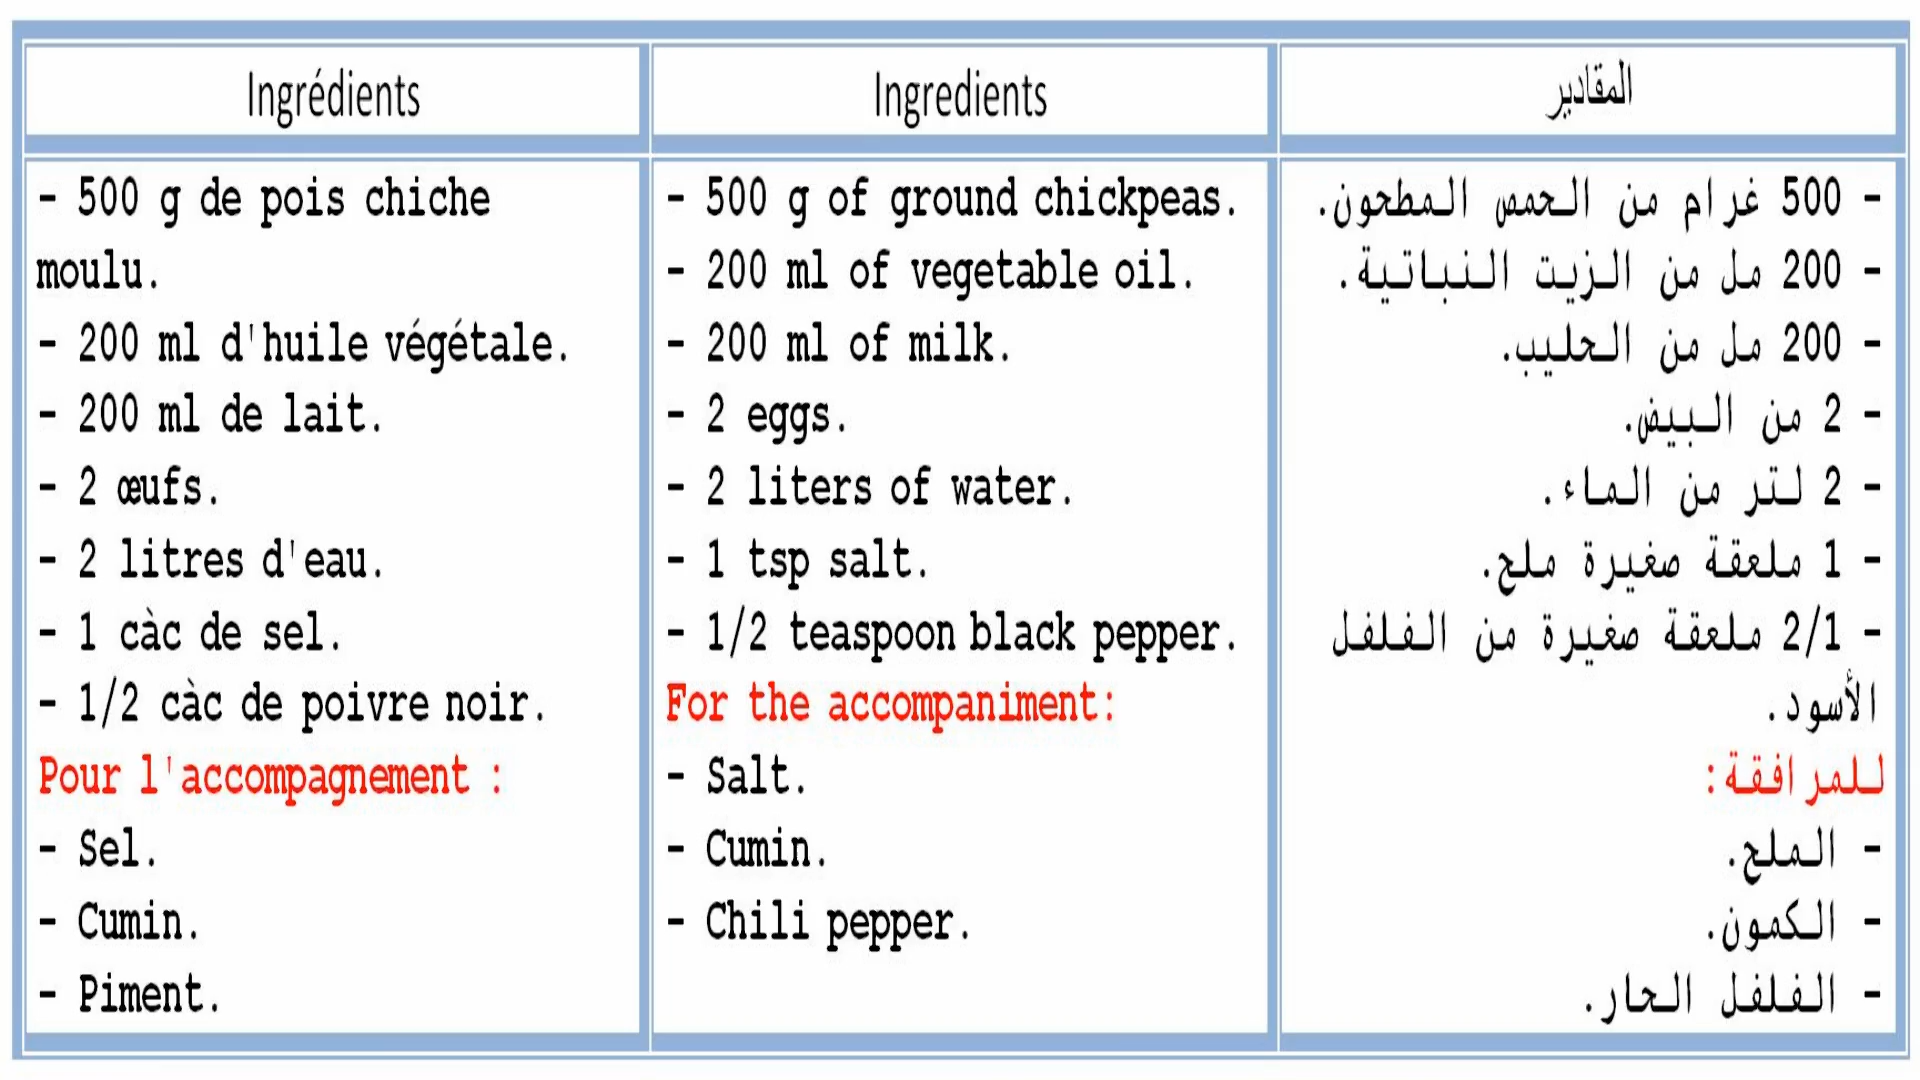 Ingrédients
- 500 g de pois chiche
moulu.
- 200 ml d'huile végétale.
- 200 ml de lait.
- 2 œufs.
- 2 litres d'eau.
- 1 càc de sel.
- 1/2 càc de poivre noir.
Pour l'accompagnement :
- Sel.
- Cumin.
- Piment.
Ingredients
- 500 g of ground chickpeas.
- 200 ml of vegetable oil.
- 200 ml of milk.
- 2 eggs.
- 2 liters of water.
- 1 tsp salt.
- 1/2 teaspoon black pepper.
For the accompaniment:
- Salt.
- Cumin.
- Chili pepper.
المقادير
- 500 غرام من الحمص المطحون.
- 200 مل من الزيت النباتية.
- 200 مل من الحليب.
- 2 من البيض.
- 2 لتر من الماء.
- 1 ملعقة صغيرة ملح.
- 2/1 ملعقة صغيرة من الفلفل
الأسود.
للمرافقة:
- الملح.
- الكمون.
- الفلفل الحار.